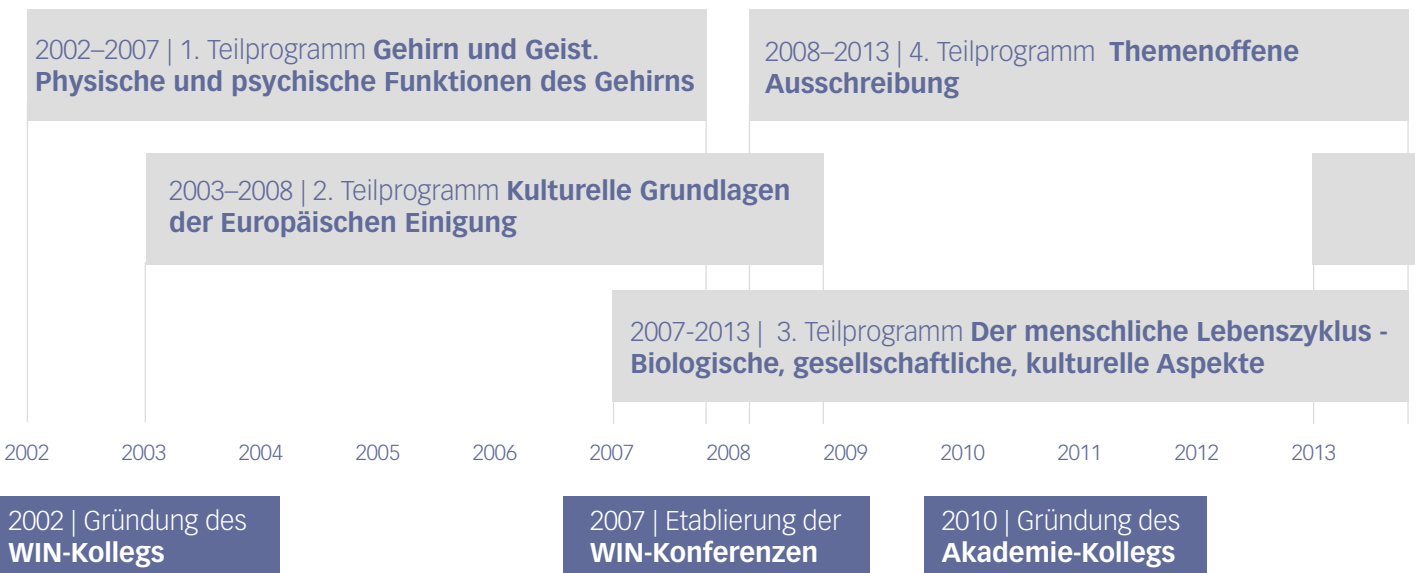 2002–2007 | 1. Teilprogramm Gehirn und Geist.
Physische und psychische Funktionen des Gehirns
2008–2013 | 4. Teilprogramm Themenoffene
Ausschreibung
2003–2008 | 2. Teilprogramm Kulturelle Grundlagen
der Europäischen Einigung
2007-2013 | 3. Teilprogramm Der menschliche Lebenszyklus -
Biologische, gesellschaftliche, kulturelle Aspekte
2002 2003 2004 2005 2006 2007 2008 2009 2010 2011 2012 2013
2002 | Gründung des
WIN-Kollegs
2007 | Etablierung der
WIN-Konferenzen
2010 | Gründung des
Akademie-Kollegs